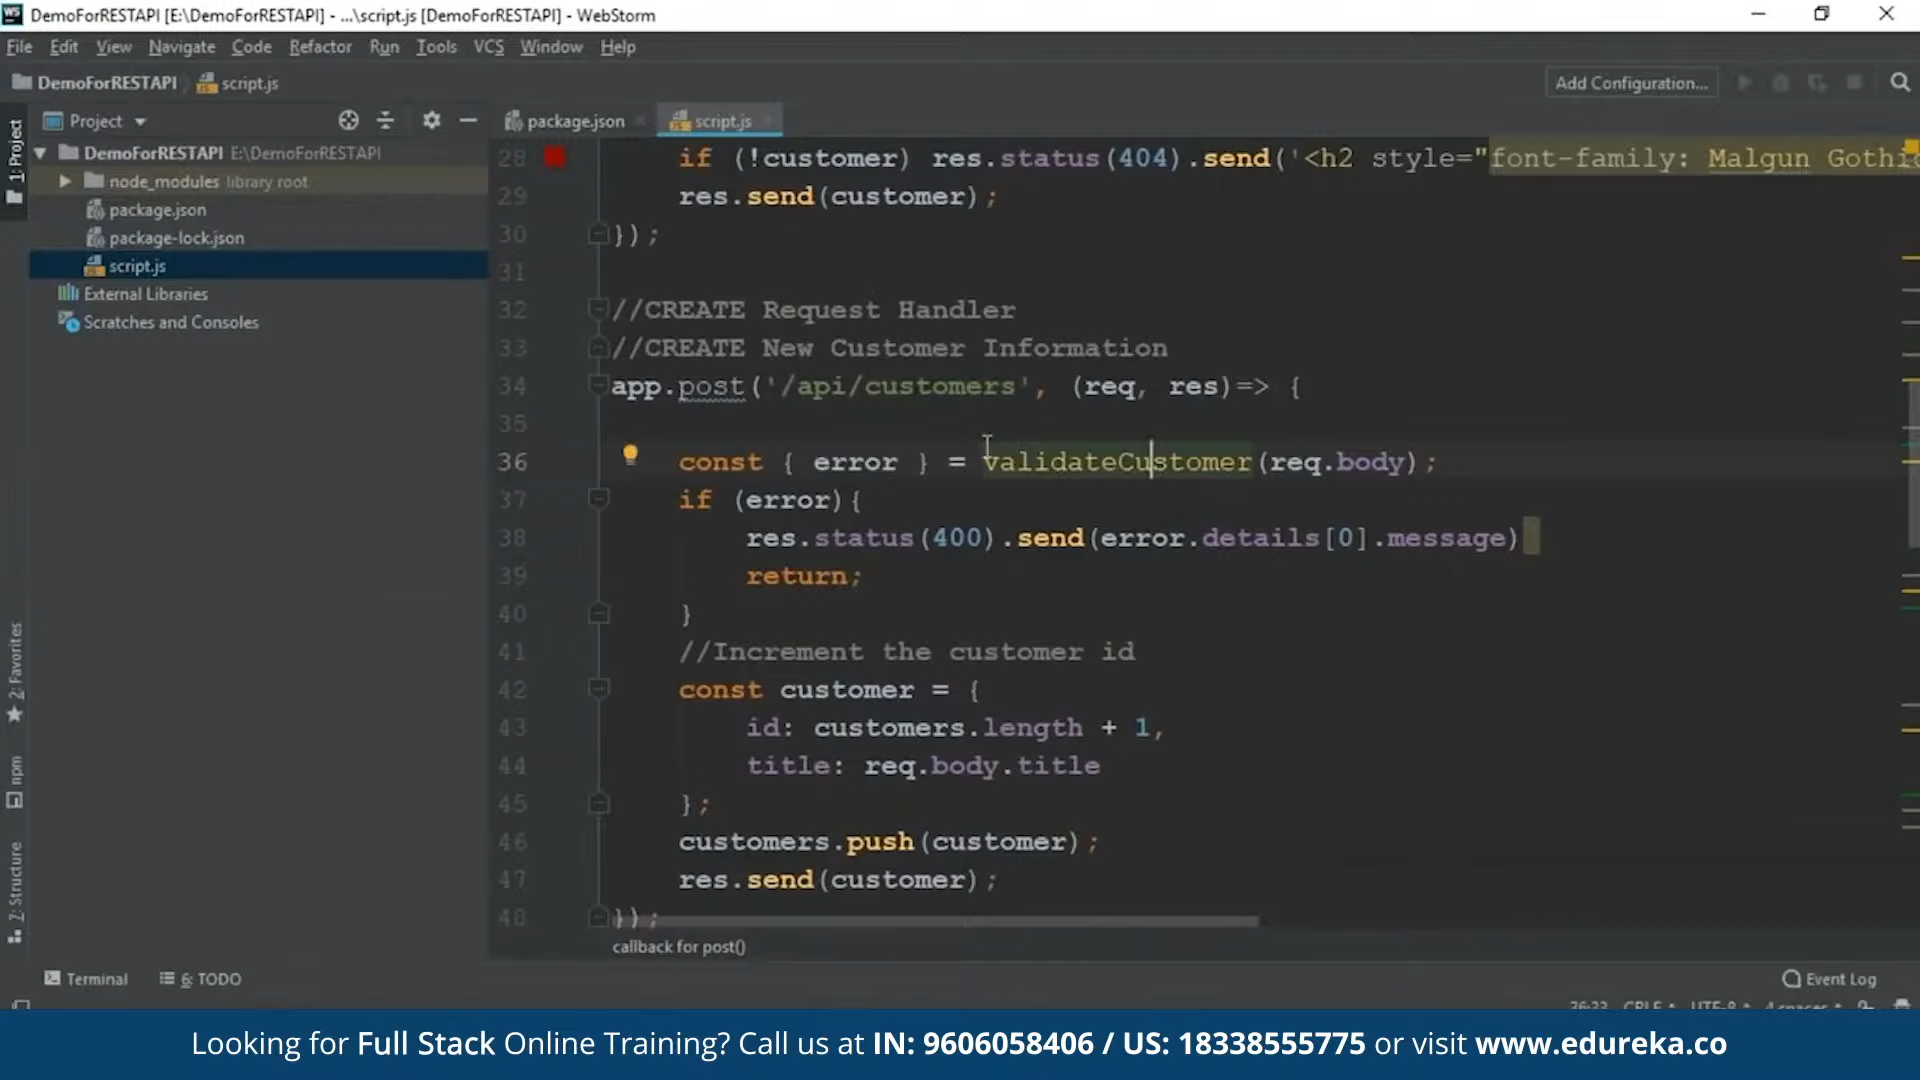 DemoForRESTAPI [E:\DemoForRESTAPI] - ...\script.js [DemoForRESTAPI] - WebStorm
File Edit View Navigate Code Refactor Run Tools VCS Window Help
DemoForRESTAPI script.js Add Configuration...
1: Project
Project
package.json script.js
DemoForRESTAPI E:\DemoForRESTAPI
node_modules library root
package.json
package-lock.json
script.js
External Libraries
Scratches and Consoles
2: Favorites
npm
7: Structure
28 if (!customer) res.status(404).send('<h2 style="font-family: Malgun Gothic
29 res.send(customer);
30 });
31
32 //CREATE Request Handler
33 //CREATE New Customer Information
34 app.post('/api/customers', (req, res)=> {
35
36 const { error } = validateCustomer(req.body);
37 if (error){
38 res.status(400).send(error.details[0].message)
39 return;
40 }
41 //Increment the customer id
42 const customer = {
43 id: customers.length + 1,
44 title: req.body.title
45 };
46 customers.push(customer);
47 res.send(customer);
48 });
callback for post()
Terminal 6: TODO Event Log
Looking for Full Stack Online Training? Call us at IN: 9606058406 / US: 18338555775 or visit www.edureka.co